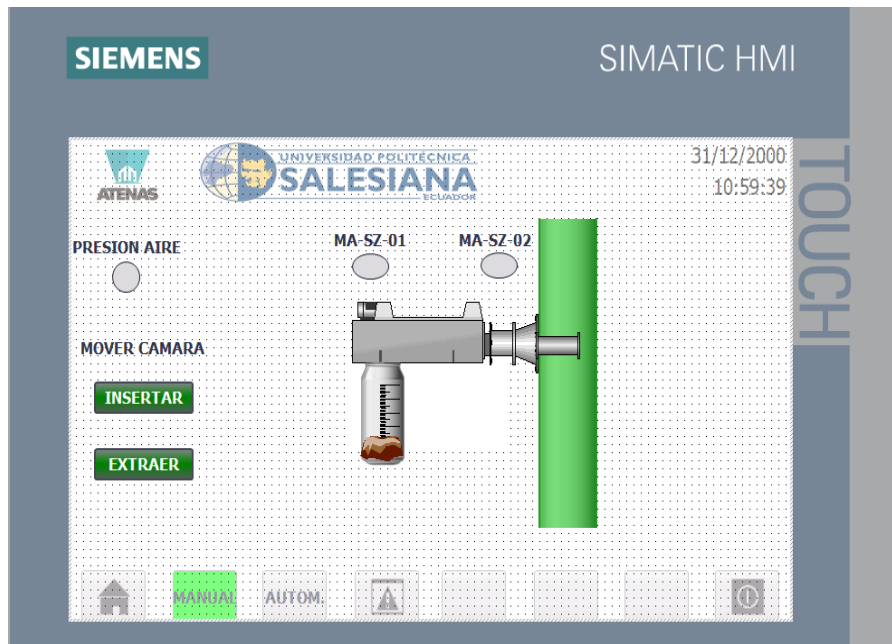 SIEMENS
SIMATIC HMI
TOUCH
ATENAS
UNIVERSIDAD POLITÉCNICA
SALESIANA
ECUADOR
31/12/2000
10:59:39
PRESION AIRE
MA-SZ-01
MA-SZ-02
MOVER CAMARA
INSERTAR
EXTRAER
MANUAL
AUTOM.